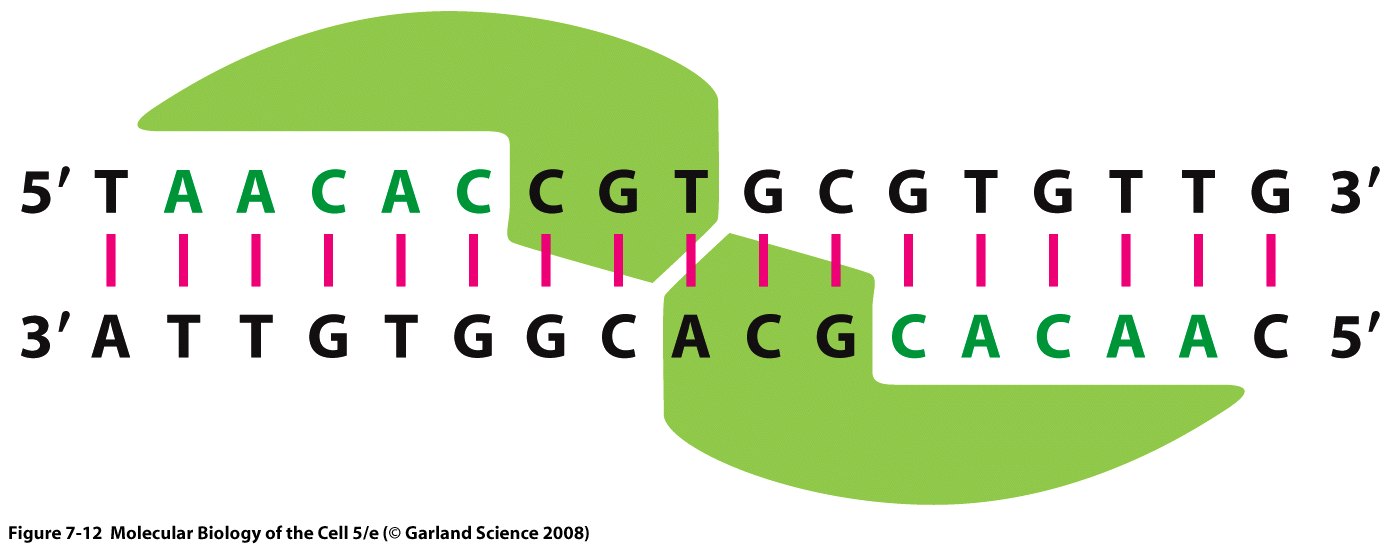 5′ T A A C A C C G T G C G T G T T G 3′
3′ A T T G T G G C A C G C A C A A C 5′
Figure 7-12 Molecular Biology of the Cell 5/e (© Garland Science 2008)